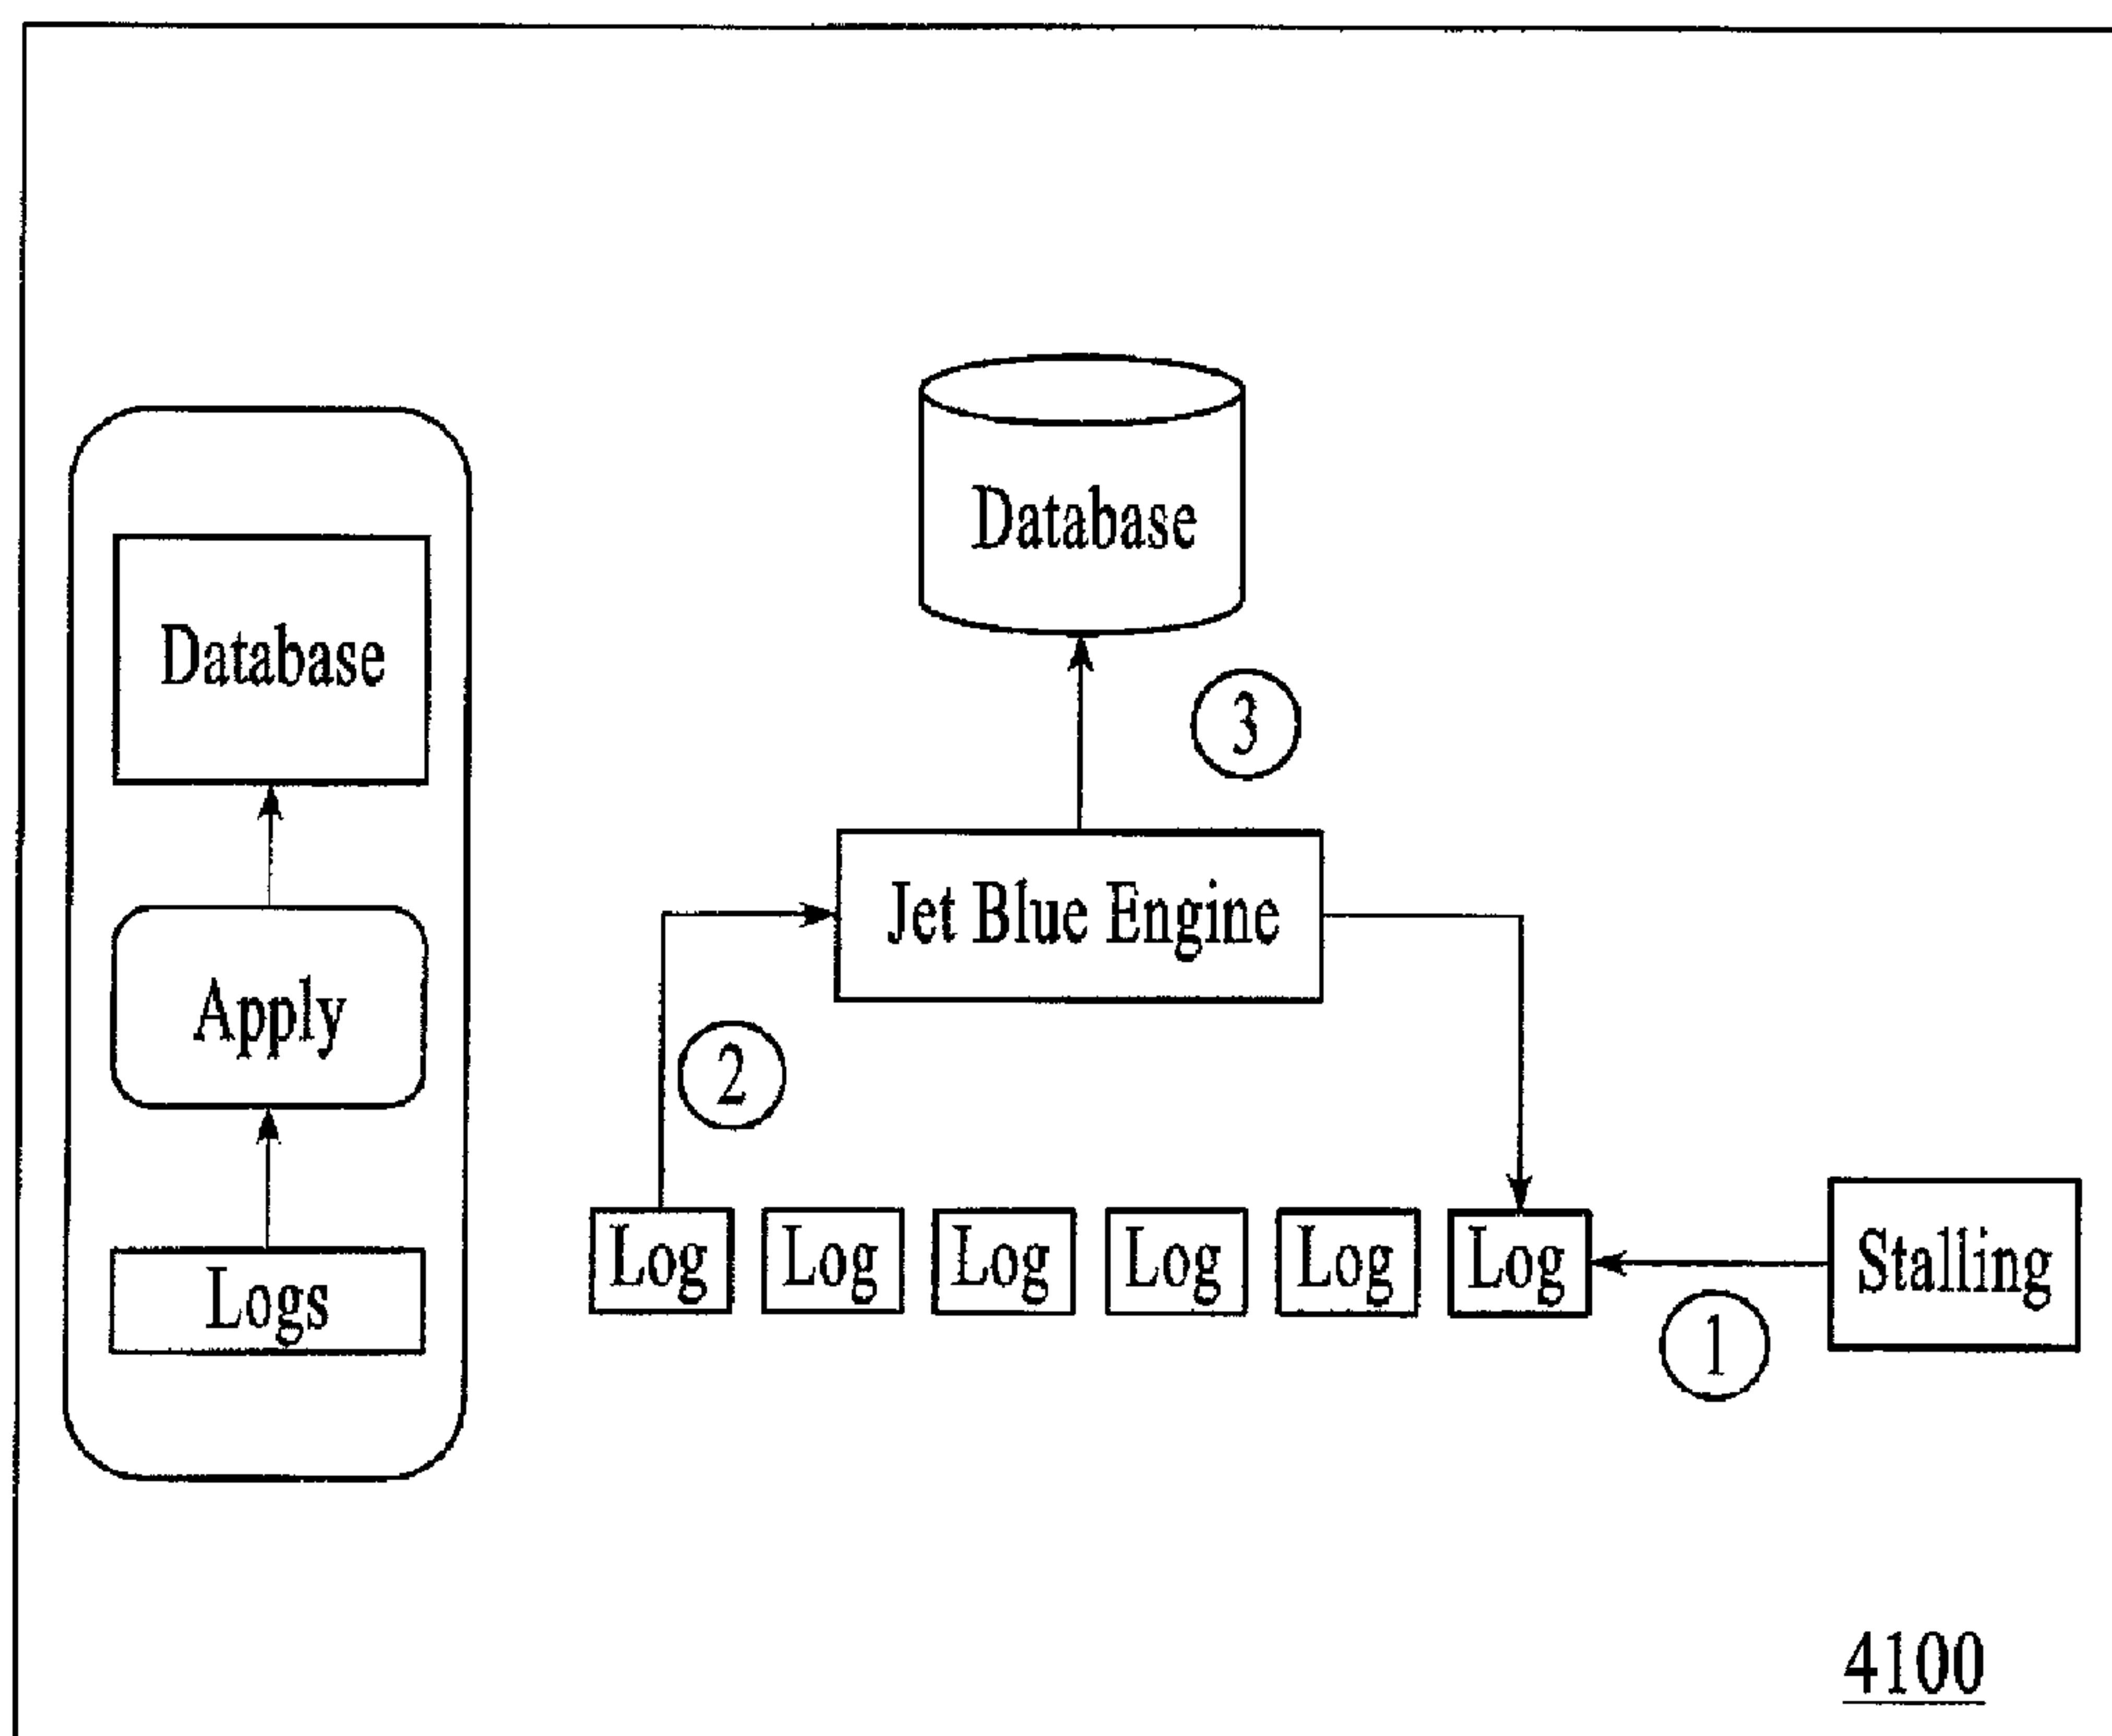 Database
Apply
Logs
Database
3
Jet Blue Engine
2
Log Log Log Log Log Log
Stalling
1
4100